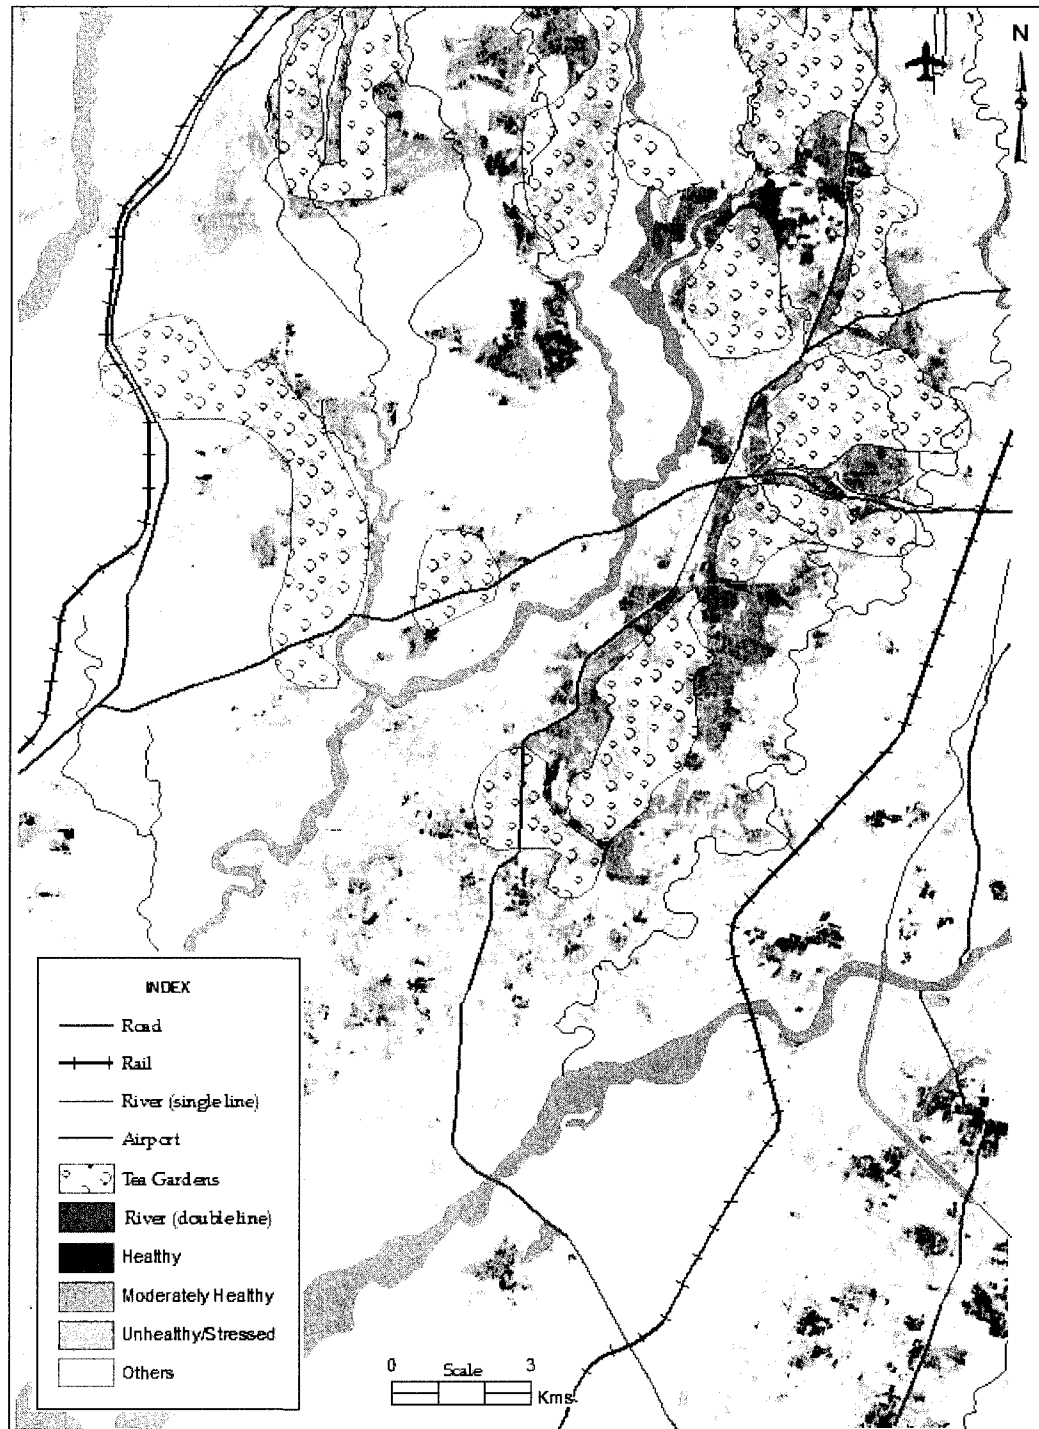 N
INDEX
Road
Rail
River (single line)
Airport
Tea Gardens
River (double line)
Healthy
Moderately Healthy
Unhealthy/Stressed
Others
0 Scale 3
Kms